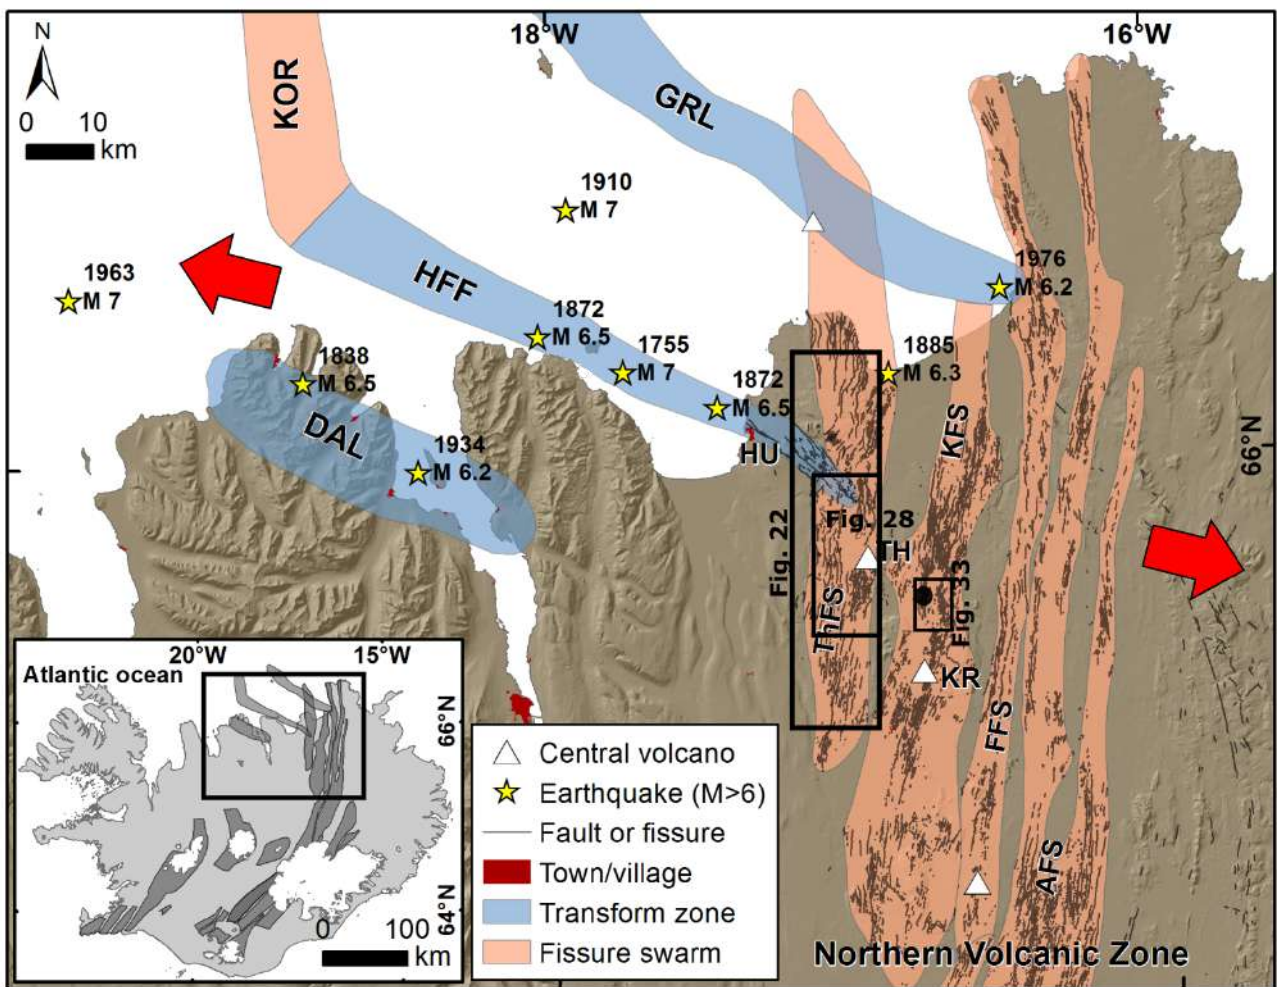 18°W
16°W
N
0 10
km
KOR
GRL
1910
M 7
1963
M 7
HFF
1976
M 6.2
1872
M 6.5
1838
M 6.5
1755
M 7
1885
M 6.3
1872
M 6.5
DAL
1934
M 6.2
HU
KFS
66°N
Fig. 22
Fig. 28
TH
Fig. 33
ThFS
KR
FFS
AFS
Northern Volcanic Zone
20°W
15°W
Atlantic ocean
66°N
64°N
0 100
km
Central volcano
Earthquake (M>6)
Fault or fissure
Town/village
Transform zone
Fissure swarm